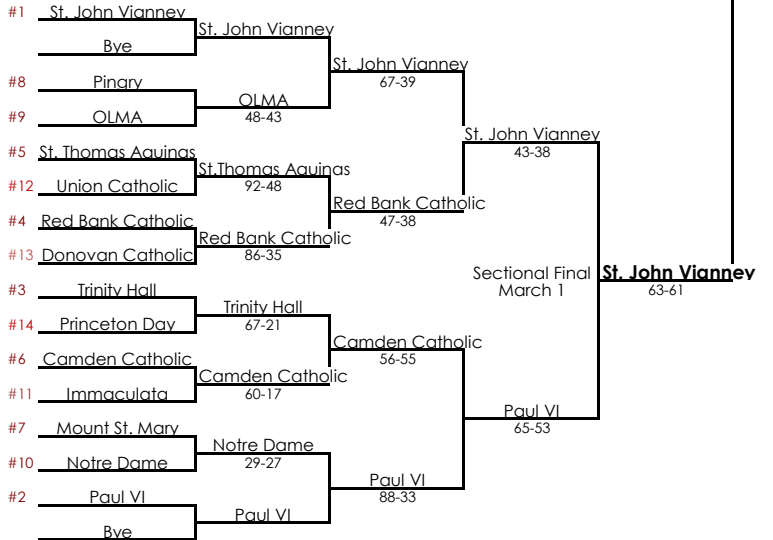 #1 St. John Vianney
Bye
St. John Vianney
#8 Pingry
#9 OLMA
OLMA
48-43
St. John Vianney
67-39
#5 St. Thomas Aquinas
#12 Union Catholic
St.Thomas Aquinas
92-48
#4 Red Bank Catholic
#13 Donovan Catholic
Red Bank Catholic
86-35
Red Bank Catholic
47-38
St. John Vianney
43-38
#3 Trinity Hall
#14 Princeton Day
Trinity Hall
67-21
#6 Camden Catholic
#11 Immaculata
Camden Catholic
60-17
Camden Catholic
56-55
#7 Mount St. Mary
#10 Notre Dame
Notre Dame
29-27
#2 Paul VI
Bye
Paul VI
Paul VI
88-33
Paul VI
65-53
Sectional Final
March 1
St. John Vianney
63-61